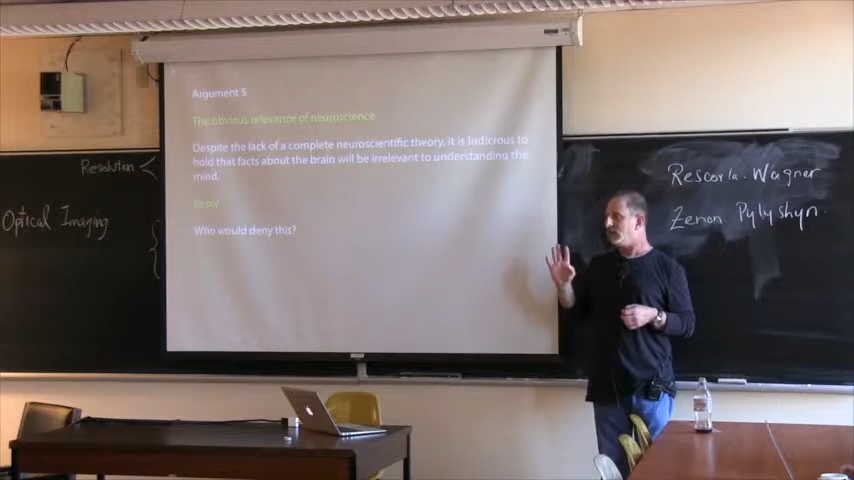 Argument 5
The obvious relevance of neuroscience
Despite the lack of a complete neuroscientific theory, it is ludicrous to
hold that facts about the brain will be irrelevant to understanding the
mind.
Reply
Who would deny this?
Resolution
Optical Imaging
Rescorla. Wagner
Zenon Pylyshyn.